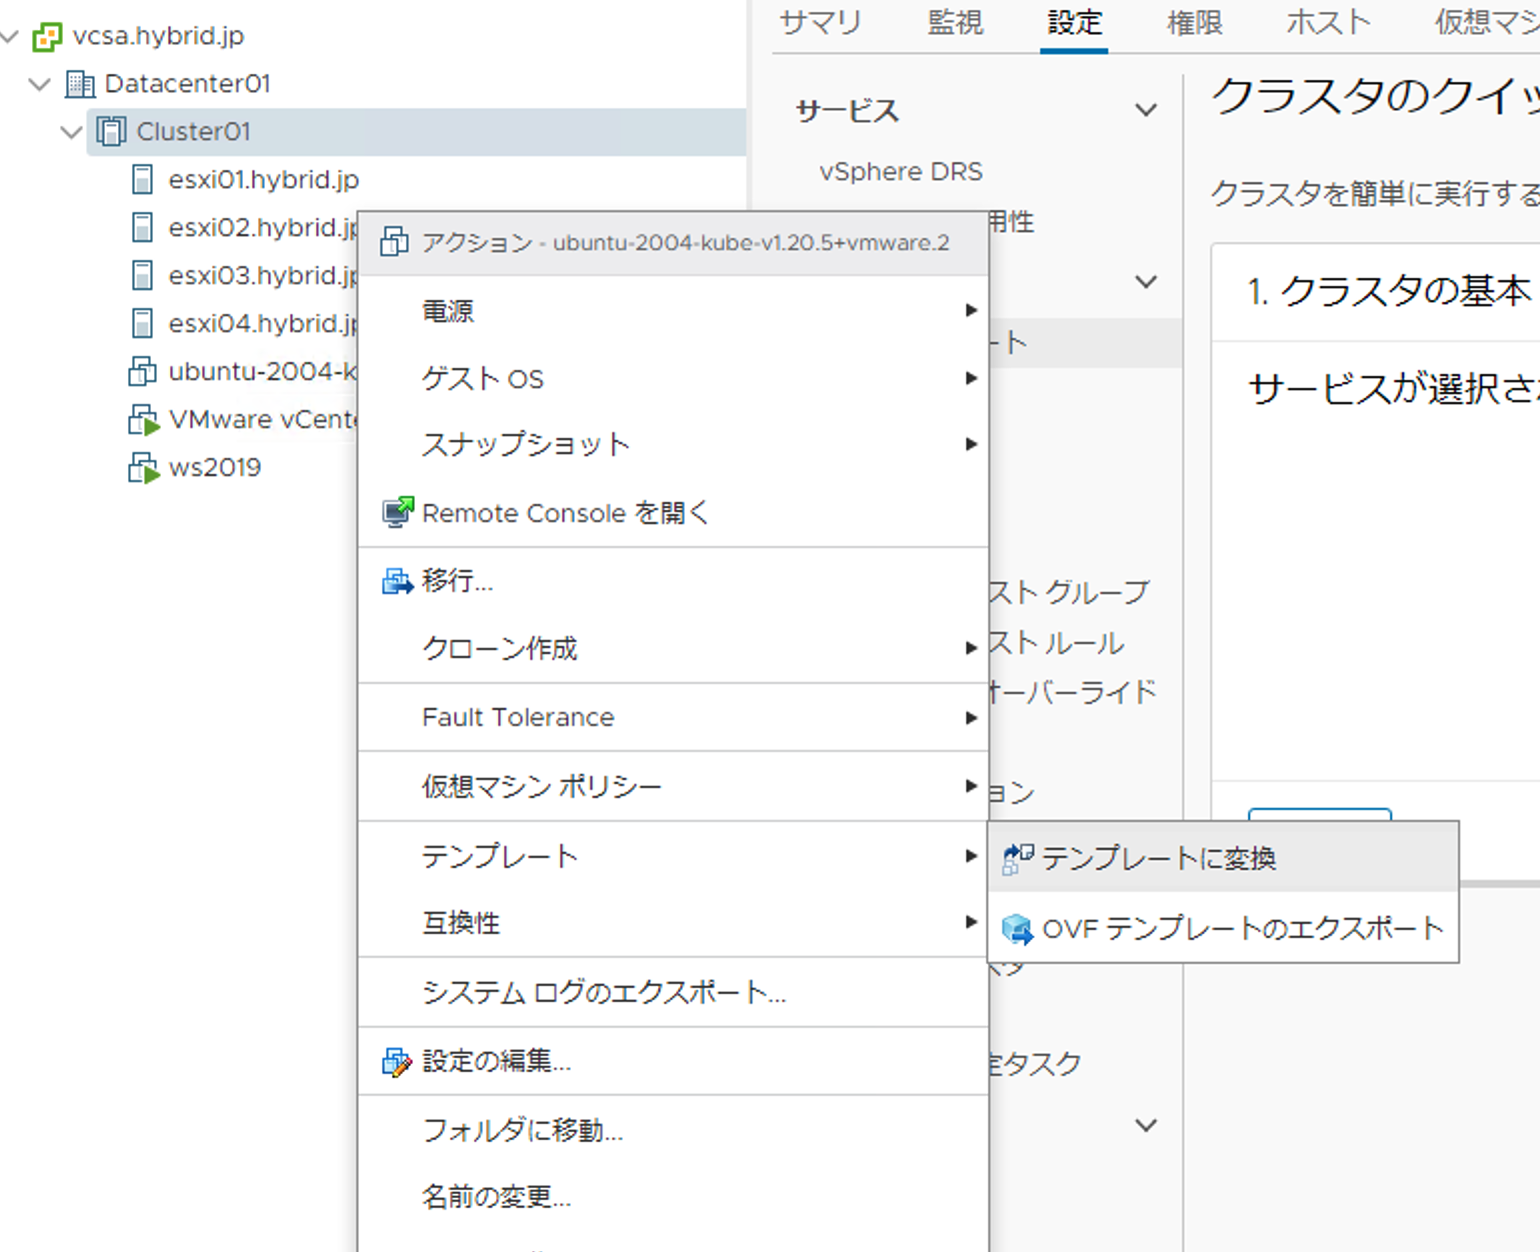 vcsa.hybrid.jp
Datacenter01
Cluster01
esxi01.hybrid.jp
esxi02.hybrid.jp
esxi03.hybrid.jp
esxi04.hybrid.jp
ubuntu-2004-k
VMware vCente
ws2019
アクション - ubuntu-2004-kube-v1.20.5+vmware.2
電源
ゲスト OS
スナップショット
Remote Console を開く
移行...
クローン作成
Fault Tolerance
仮想マシン ポリシー
テンプレート
互換性
システム ログのエクスポート...
設定の編集...
フォルダに移動...
名前の変更...
テンプレートに変換
OVF テンプレートのエクスポート
サマリ 監視 設定 権限 ホスト 仮想マシ
サービス
vSphere DRS
用性
ート
スト グループ
スト ルール
オーバーライド
ョン
定タスク
クラスタのクイッ
クラスタを簡単に実行する
1. クラスタの基本
サービスが選択さ